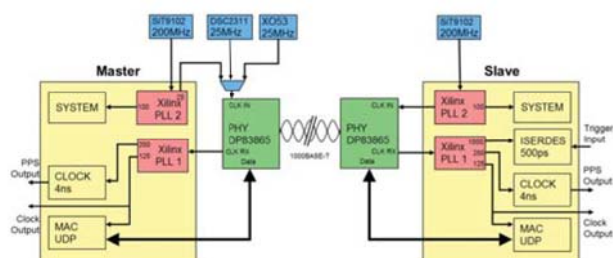 SiT9102
200MHz
DSC2311
25MHz
XO53
25MHz
SiT9102
200MHz
Master
Slave
25
SYSTEM
100
Xilinx
PLL 2
CLK IN
PHY
DP83865
CLK RX
Data
1000BASE-T
CLK IN
PHY
DP83865
CLK RX
Data
Xilinx
PLL 2
100
SYSTEM
Xilinx
PLL 1
250
125
Xilinx
PLL 1
1000
250
125
ISERDES
500ps
Trigger
Input
PPS
Output
CLOCK
4ns
CLOCK
4ns
PPS
Output
Clock
Output
MAC
UDP
MAC
UDP
Clock
Output